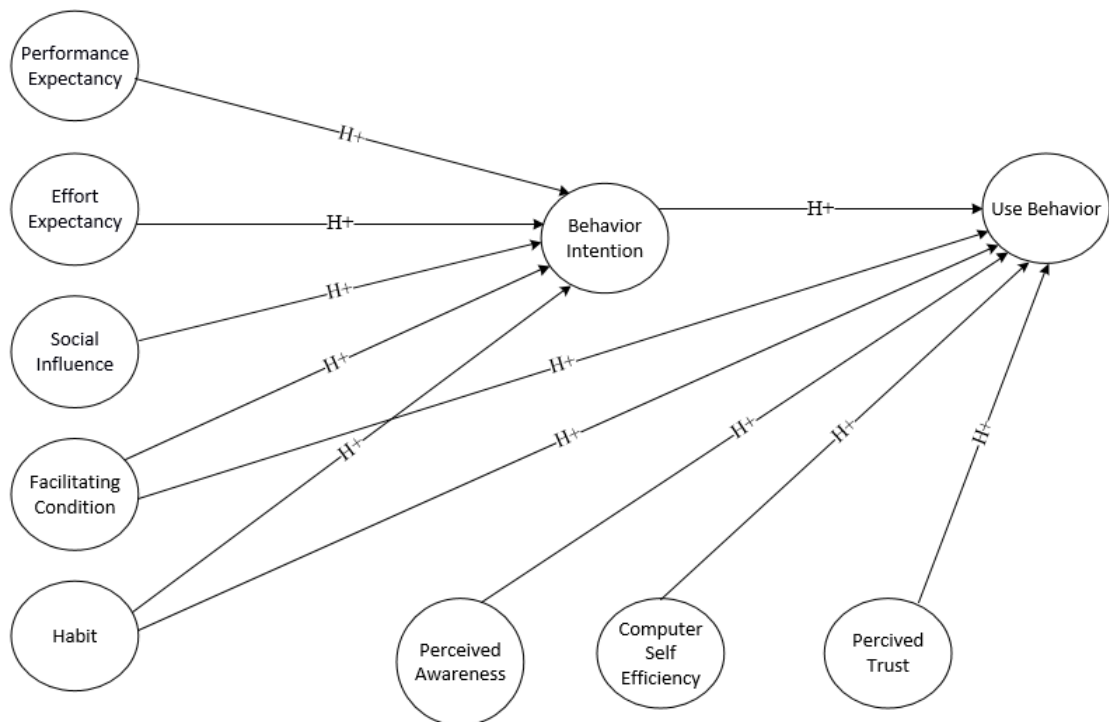 Performance
Expectancy
H+
Effort
Expectancy
H+
Behavior
Intention
H+
Use Behavior
Social
Influence
H+
H+
H+
Facilitating
Condition
H+
H+
H+
H+
H+
Habit
Perceived
Awareness
Computer
Self
Efficiency
Percived
Trust